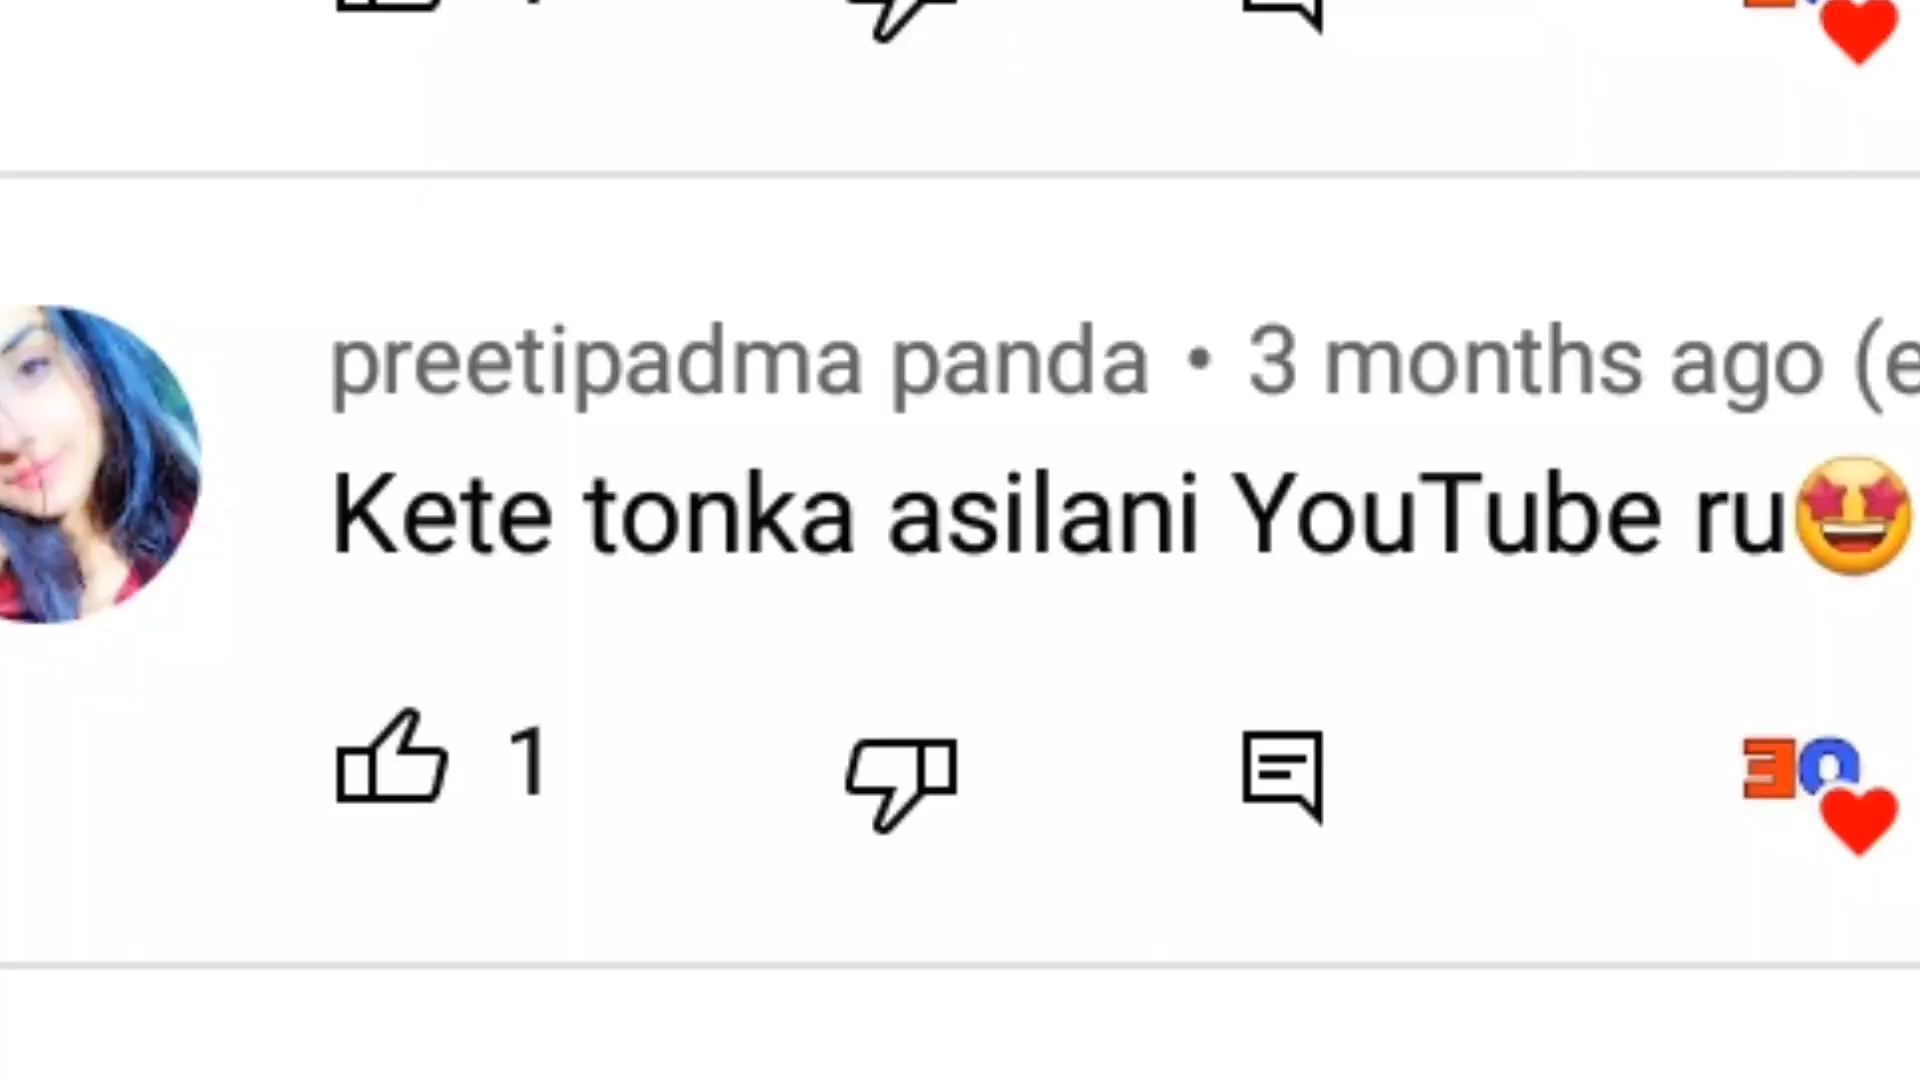 preetipadma panda • 3 months ago (e
Kete tonka asilani YouTube ru🤩
1